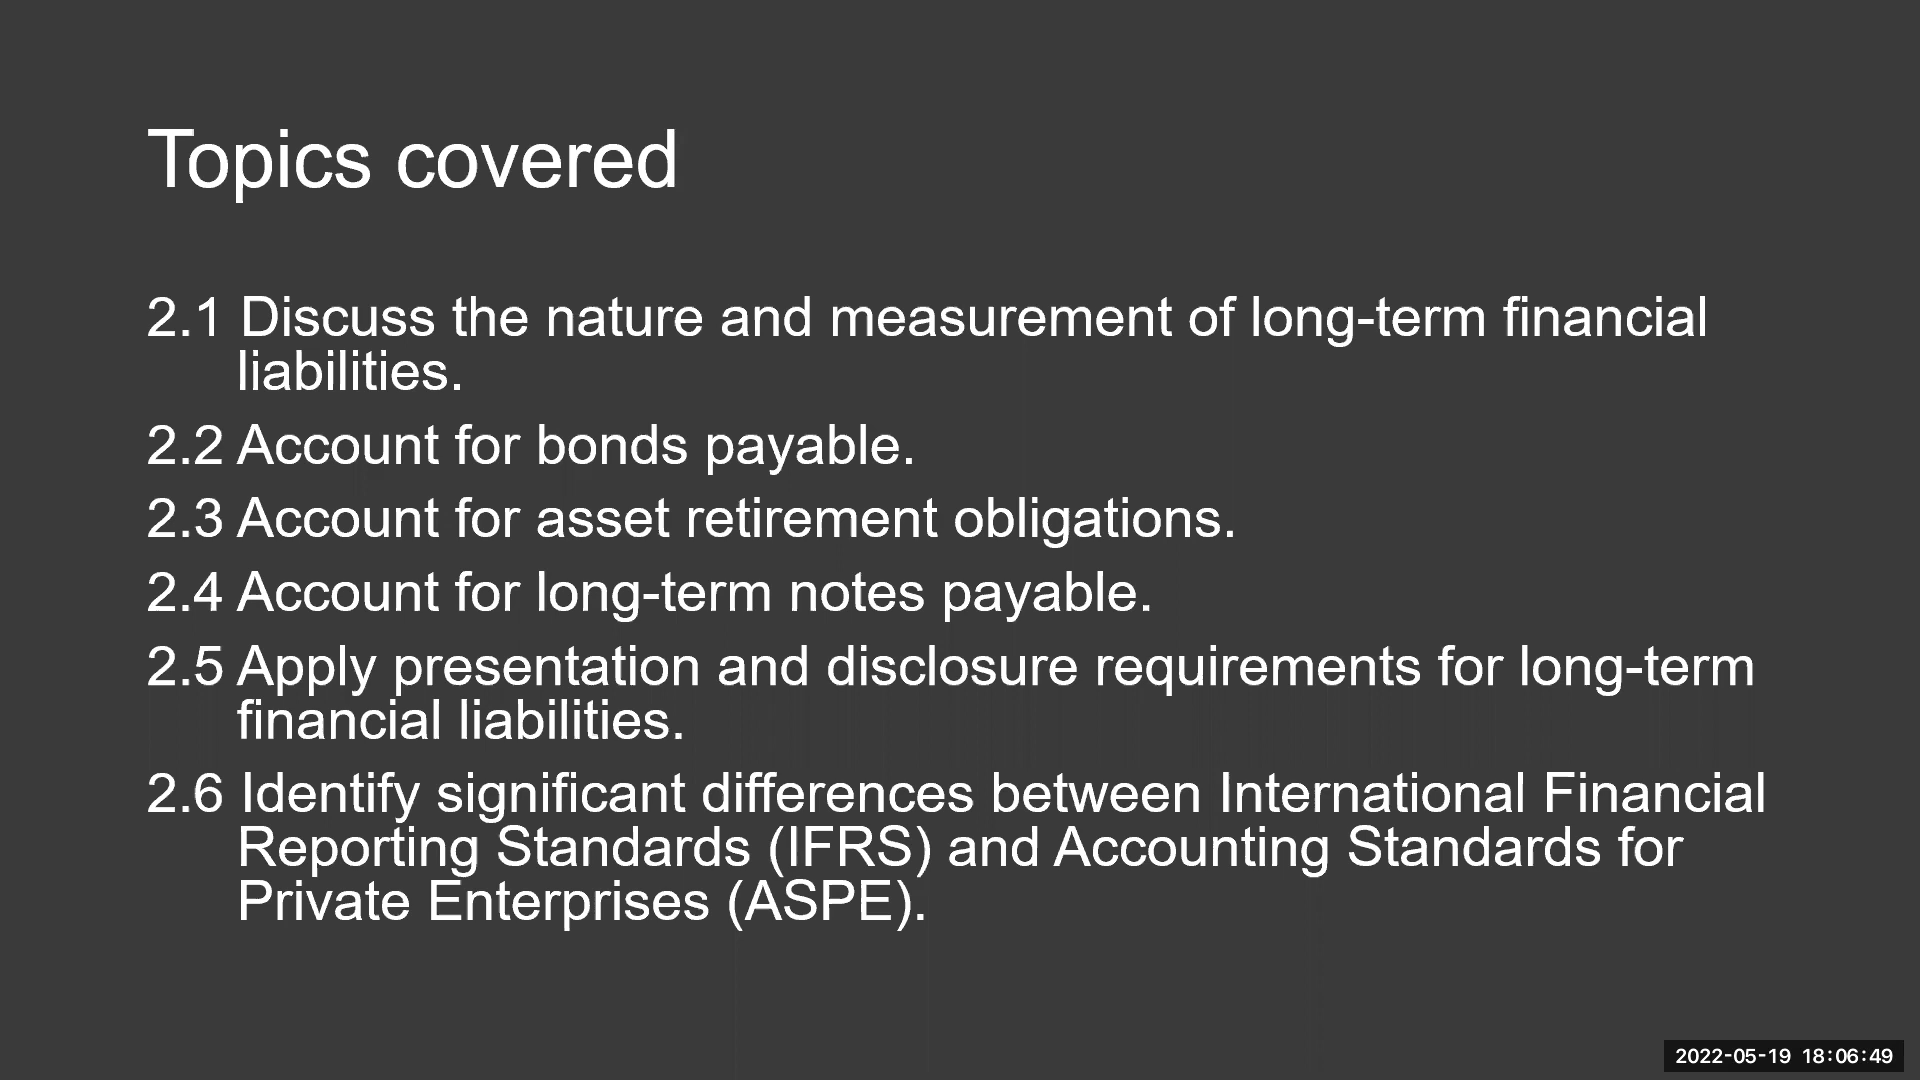 Topics covered
2.1 Discuss the nature and measurement of long-term financial
liabilities.
2.2 Account for bonds payable.
2.3 Account for asset retirement obligations.
2.4 Account for long-term notes payable.
2.5 Apply presentation and disclosure requirements for long-term
financial liabilities.
2.6 Identify significant differences between International Financial
Reporting Standards (IFRS) and Accounting Standards for
Private Enterprises (ASPE).
2022-05-19 18:06:49